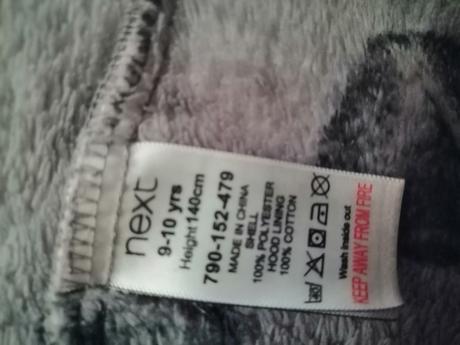 next
9-10 yrs
Height 140cm
790-152-479
MADE IN CHINA
SHELL
100% POLYESTER
HOOD LINING
100% COTTON
Wash inside out
KEEP AWAY FROM FIRE